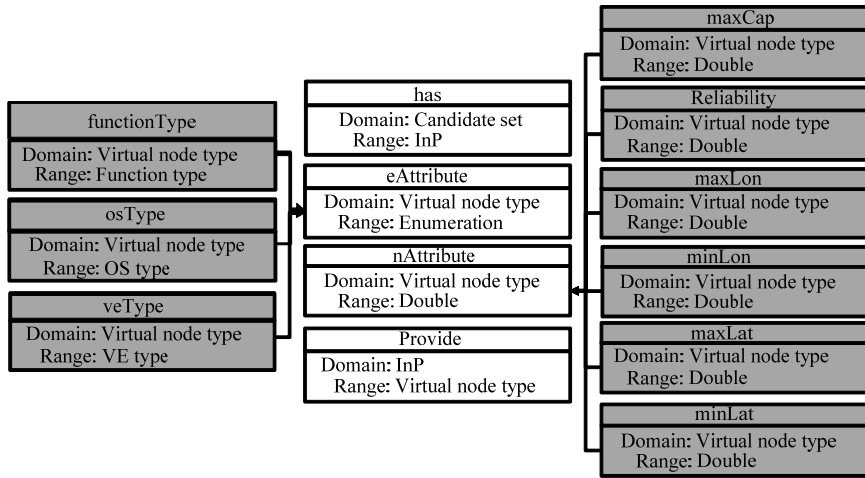 functionType
Domain: Virtual node type
Range: Function type
osType
Domain: Virtual node type
Range: OS type
veType
Domain: Virtual node type
Range: VE type
has
Domain: Candidate set
Range: InP
eAttribute
Domain: Virtual node type
Range: Enumeration
nAttribute
Domain: Virtual node type
Range: Double
Provide
Domain: InP
Range: Virtual node type
maxCap
Domain: Virtual node type
Range: Double
Reliability
Domain: Virtual node type
Range: Double
maxLon
Domain: Virtual node type
Range: Double
minLon
Domain: Virtual node type
Range: Double
maxLat
Domain: Virtual node type
Range: Double
minLat
Domain: Virtual node type
Range: Double